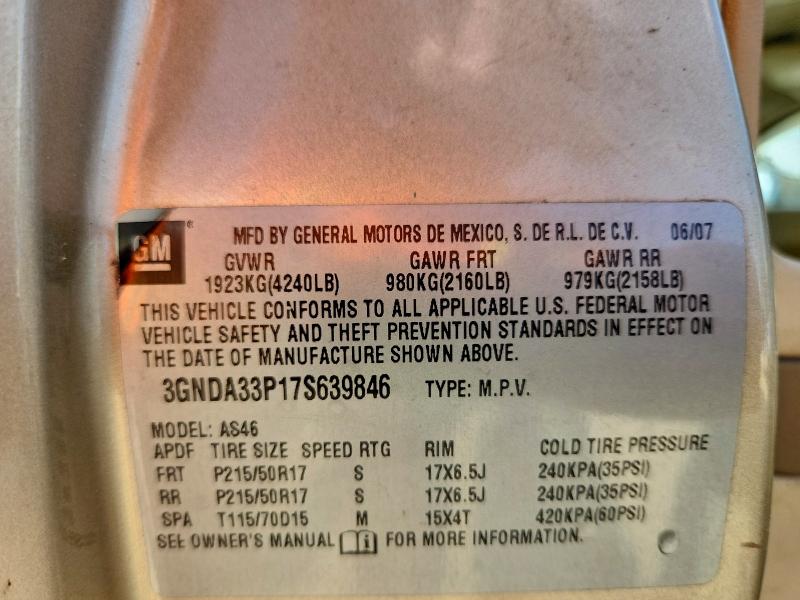 GM ® MFD BY GENERAL MOTORS DE MEXICO, S. DE R.L. DE C.V. 06/07
GVWR GAWR FRT GAWR RR
1923KG(4240LB) 980KG(2160LB) 979KG(2158LB)
THIS VEHICLE CONFORMS TO ALL APPLICABLE U.S. FEDERAL MOTOR
VEHICLE SAFETY AND THEFT PREVENTION STANDARDS IN EFFECT ON
THE DATE OF MANUFACTURE SHOWN ABOVE.
3GNDA33P17S639846 TYPE: M.P.V.
MODEL: AS46
APDF TIRE SIZE SPEED RTG RIM COLD TIRE PRESSURE
FRT P215/50R17 S 17X6.5J 240KPA(35PSI)
RR P215/50R17 S 17X6.5J 240KPA(35PSI)
SPA T115/70D15 M 15X4T 420KPA(60PSI)
SEE OWNER'S MANUAL i FOR MORE INFORMATION.